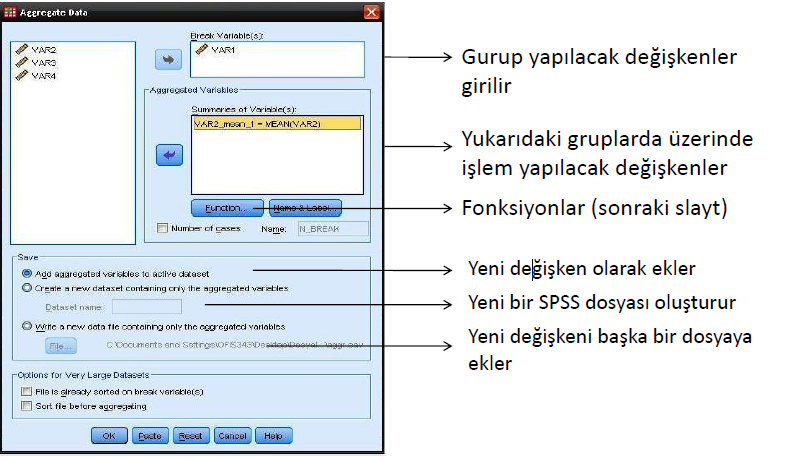 Aggregate Data
VAR2
VAR3
VAR4
Break Variable(s):
VAR1
Aggregated Variables
Summaries of Variable(s):
VAR2_mean_1 = MEAN(VAR2)
Function...
Name & Label...
Number of cases
Name:
N_BREAK
Save
Add aggregated variables to active dataset
Create a new dataset containing only the aggregated variables
Dataset name:
Write a new data file containing only the aggregated variables
File...
C:\Documents and Settings\OFIS343\Desktop\
Options for Very Large Datasets
File is already sorted on break variable(s)
Sort file before aggregating
OK
Paste
Reset
Cancel
Help
Gurup yapılacak değişkenler
girilir
Yukarıdaki gruplarda üzerinde
işlem yapılacak değişkenler
Fonksiyonlar (sonraki slayt)
Yeni değişken olarak ekler
Yeni bir SPSS dosyası oluşturur
Yeni değişkeni başka bir dosyaya
ekler